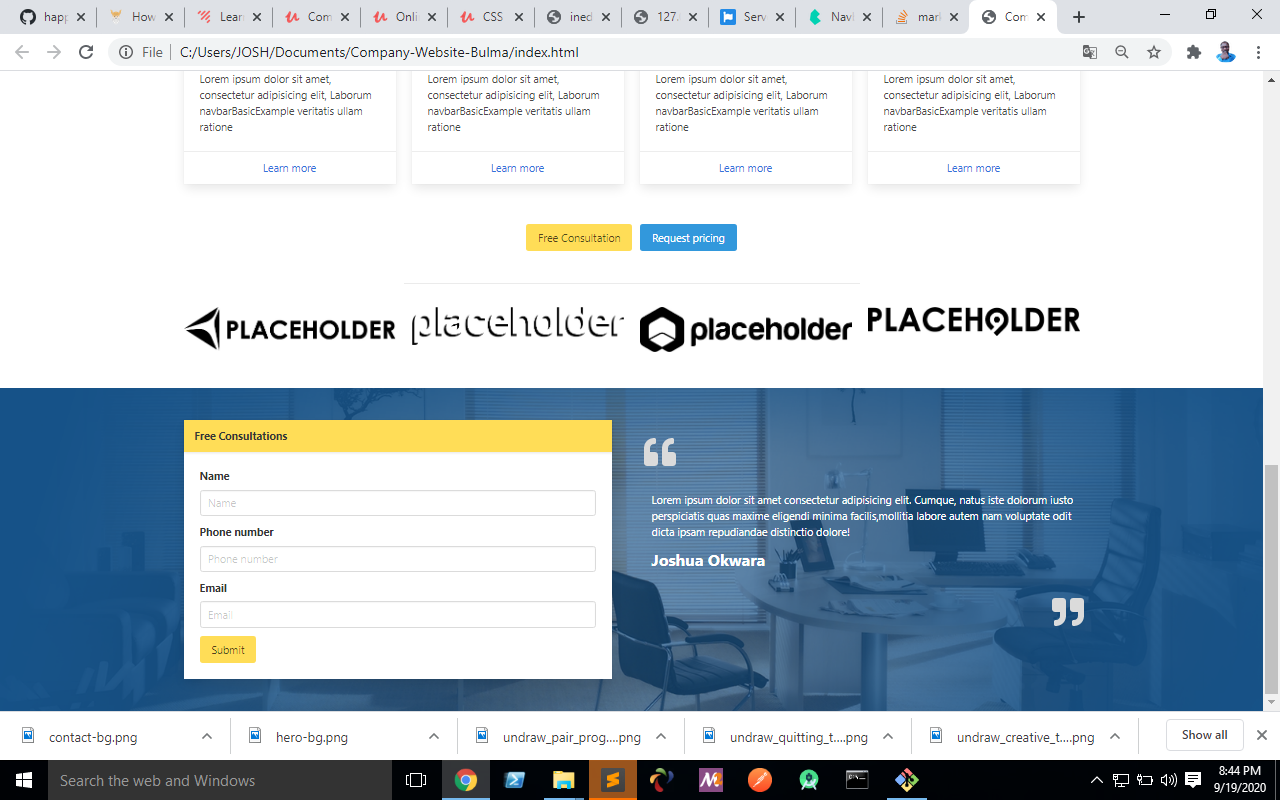 happ
How
Lear
Com
Onli
CSS
ined
127.
Serv
Navb
mark
Com
File
C:/Users/JOSH/Documents/Company-Website-Bulma/index.html
Lorem ipsum dolor sit amet,
consectetur adipisicing elit, Laborum
navbarBasicExample veritatis ullam
ratione
Learn more
Lorem ipsum dolor sit amet,
consectetur adipisicing elit, Laborum
navbarBasicExample veritatis ullam
ratione
Learn more
Lorem ipsum dolor sit amet,
consectetur adipisicing elit, Laborum
navbarBasicExample veritatis ullam
ratione
Learn more
Lorem ipsum dolor sit amet,
consectetur adipisicing elit, Laborum
navbarBasicExample veritatis ullam
ratione
Learn more
Free Consultation
Request pricing
PLACEHOLDER
placeholder
placeholder
PLACEHOLDER
Free Consultations
Name
Name
Phone number
Phone number
Email
Email
Submit
Lorem ipsum dolor sit amet consectetur adipisicing elit. Cumque, natus iste dolorum iusto
perspiciatis quas maxime eligendi minima facilis,mollitia labore autem nam voluptate odit
dicta ipsam repudiandae distinctio dolore!
Joshua Okwara
contact-bg.png
hero-bg.png
undraw_pair_prog....png
undraw_quitting_t....png
undraw_creative_t....png
Show all
Search the web and Windows
8:44 PM
9/19/2020